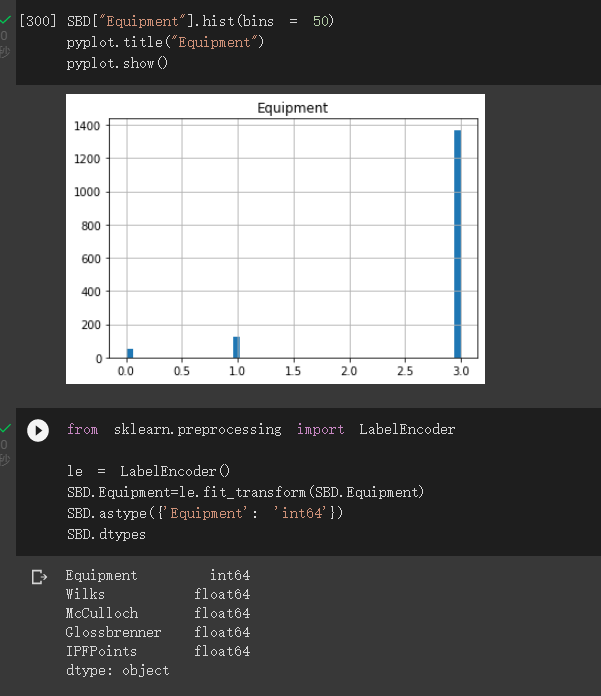 [300] SBD["Equipment"].hist(bins = 50)
0
秒
pyplot.title("Equipment")
pyplot.show()
Equipment
1400
1200
1000
800
600
400
200
0
0.0 0.5 1.0 1.5 2.0 2.5 3.0
from sklearn.preprocessing import LabelEncoder
0
秒
le = LabelEncoder()
SBD.Equipment=le.fit_transform(SBD.Equipment)
SBD.astype({'Equipment': 'int64'})
SBD.dtypes
Equipment int64
Wilks float64
McCulloch float64
Glossbrenner float64
IPFPoints float64
dtype: object